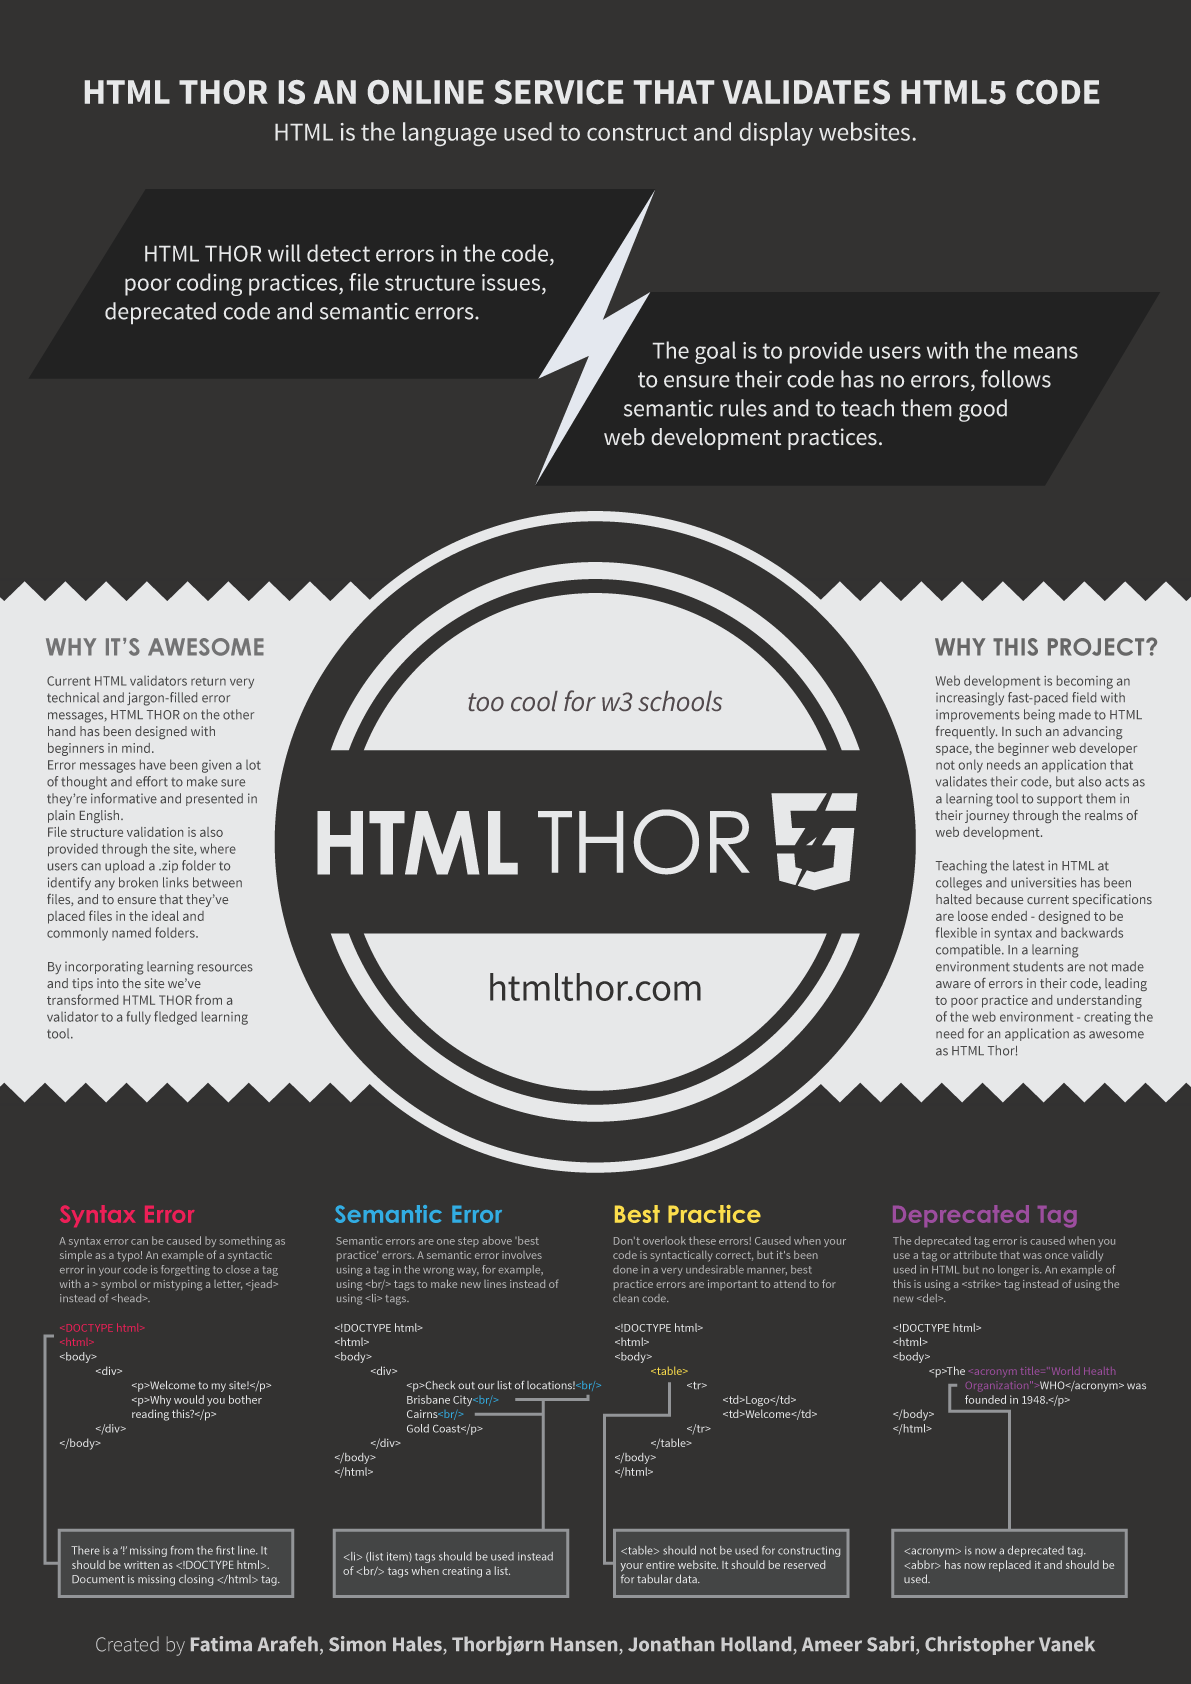 HTML THOR IS AN ONLINE SERVICE THAT VALIDATES HTML5 CODE
HTML is the language used to construct and display websites.
HTML THOR will detect errors in the code,
poor coding practices, file structure issues,
deprecated code and semantic errors.
The goal is to provide users with the means
to ensure their code has no errors, follows
semantic rules and to teach them good
web development practices.
WHY IT'S AWESOME
Current HTML validators return very
technical and jargon-filled error
messages, HTML THOR on the other
hand has been designed with
beginners in mind.
Error messages have been given a lot
of thought and effort to make sure
they're informative and presented in
plain English.
File structure validation is also
provided through the site, where
users can upload a .zip folder to
identify any broken links between
files, and to ensure that they've
placed files in the ideal and
commonly named folders.
By incorporating learning resources
and tips into the site we've
transformed HTML THOR from a
validator to a fully fledged learning
tool.
too cool for w3 schools
HTML THOR 5
htmlthor.com
WHY THIS PROJECT?
Web development is becoming an
increasingly fast-paced field with
improvements being made to HTML
frequently. In such an advancing
space, the beginner web developer
not only needs an application that
validates their code, but also acts as
a learning tool to support them in
their journey through the realms of
web development.
Teaching the latest in HTML at
colleges and universities has been
halted because current specifications
are loose ended - designed to be
flexible in syntax and backwards
compatible. In a learning
environment students are not made
aware of errors in their code, leading
to poor practice and understanding
of the web environment - creating the
need for an application as awesome
as HTML Thor!
Syntax Error
A syntax error can be caused by something as
simple as a typo! An example of a syntactic
error in your code is forgetting to close a tag
with a > symbol or mistyping a letter, <jead>
instead of <head>.
<DOCTYPE html>
<html>
<body>
<div>
<p>Welcome to my site!</p>
<p>Why would you bother
reading this?</p>
</div>
</body>
There is a '!' missing from the first line. It
should be written as <!DOCTYPE html>.
Document is missing closing </html> tag.
Semantic Error
Semantic errors are one step above 'best
practice' errors. A semantic error involves
using a tag in the wrong way, for example,
using <br/> tags to make new lines instead of
using <li> tags.
<!DOCTYPE html>
<html>
<body>
<div>
<p>Check out our list of locations!<br/>
Brisbane City<br/>
Cairns<br/>
Gold Coast</p>
</div>
</body>
</html>
<li> (list item) tags should be used instead
of <br/> tags when creating a list.
Best Practice
Don't overlook these errors! Caused when your
code is syntactically correct, but it's been
done in a very undesirable manner, best
practice errors are important to attend to for
clean code.
<!DOCTYPE html>
<html>
<body>
<table>
<tr>
<td>Logo</td>
<td>Welcome</td>
</tr>
</table>
</body>
</html>
<table> should not be used for constructing
your entire website. It should be reserved
for tabular data.
Deprecated Tag
The deprecated tag error is caused when you
use a tag or attribute that was once validly
used in HTML but no longer is. An example of
this is using a <strike> tag instead of using the
new <del>.
<!DOCTYPE html>
<html>
<body>
<p>The <acronym title="World Health
Organization">WHO</acronym> was
founded in 1948.</p>
</body>
</html>
<acronym> is now a deprecated tag.
<abbr> has now replaced it and should be
used.
Created by Fatima Arafeh, Simon Hales, Thorbjørn Hansen, Jonathan Holland, Ameer Sabri, Christopher Vanek